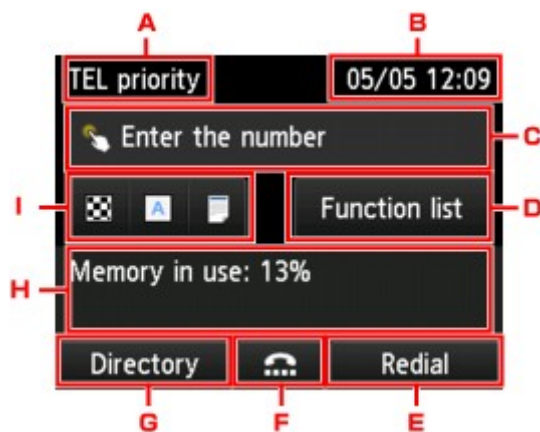 A
B
TEL priority
05/05 12:09
Enter the number
C
I
A
Function list
D
H
Memory in use: 13%
Directory
Redial
G
F
E